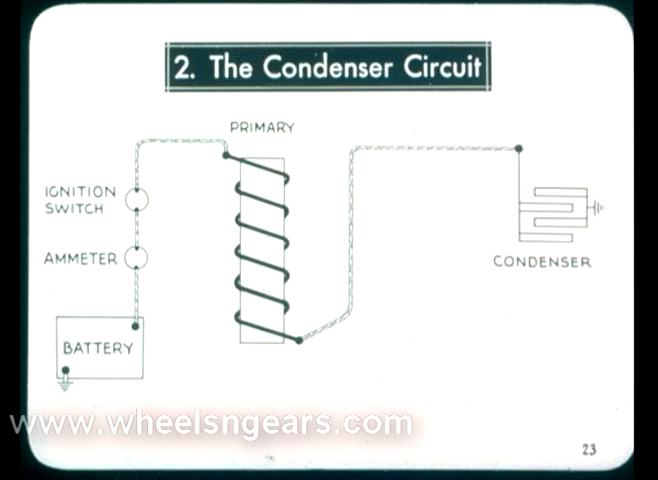 2. The Condenser Circuit
PRIMARY
IGNITION
SWITCH
AMMETER
BATTERY
CONDENSER
www.wheelsngears.com
23